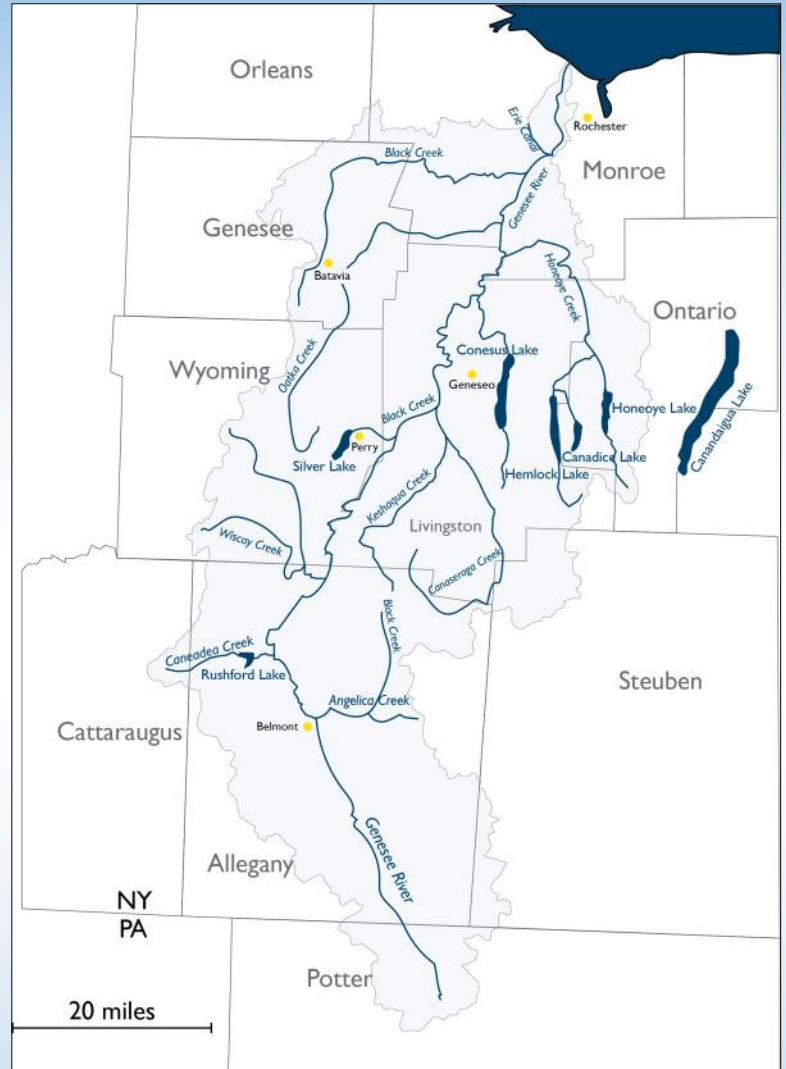 Orleans
Erie Canal
Rochester
Black Creek
Monroe
Genesee River
Genesee
Batavia
Honeoye Creek
Ontario
Wyoming
Oatka Creek
Conesus Lake
Geneseo
Black Creek
Honeoye Lake
Canandaigua Lake
Perry
Silver Lake
Canadice Lake
Hemlock Lake
Keshaqua Creek
Livingston
Wiscoy Creek
Canaseraga Creek
Black Creek
Caneadea Creek
Rushford Lake
Steuben
Angelica Creek
Belmont
Cattaraugus
Genesee River
Allegany
NY
PA
Potter
20 miles